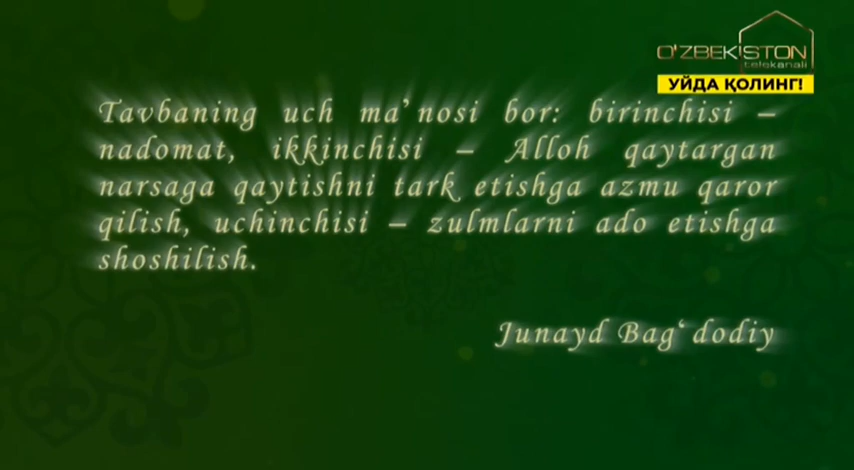 O'ZBEKISTON
telekanali
УЙДА ҚОЛИНГ!
Tavbaning uch ma’nosi bor: birinchisi –
nadomat, ikkinchisi – Alloh qaytargan
narsaga qaytishni tark etishga azmu qaror
qilish, uchinchisi – zulmlarni ado etishga
shoshilish.
Junayd Bag‘dodiy